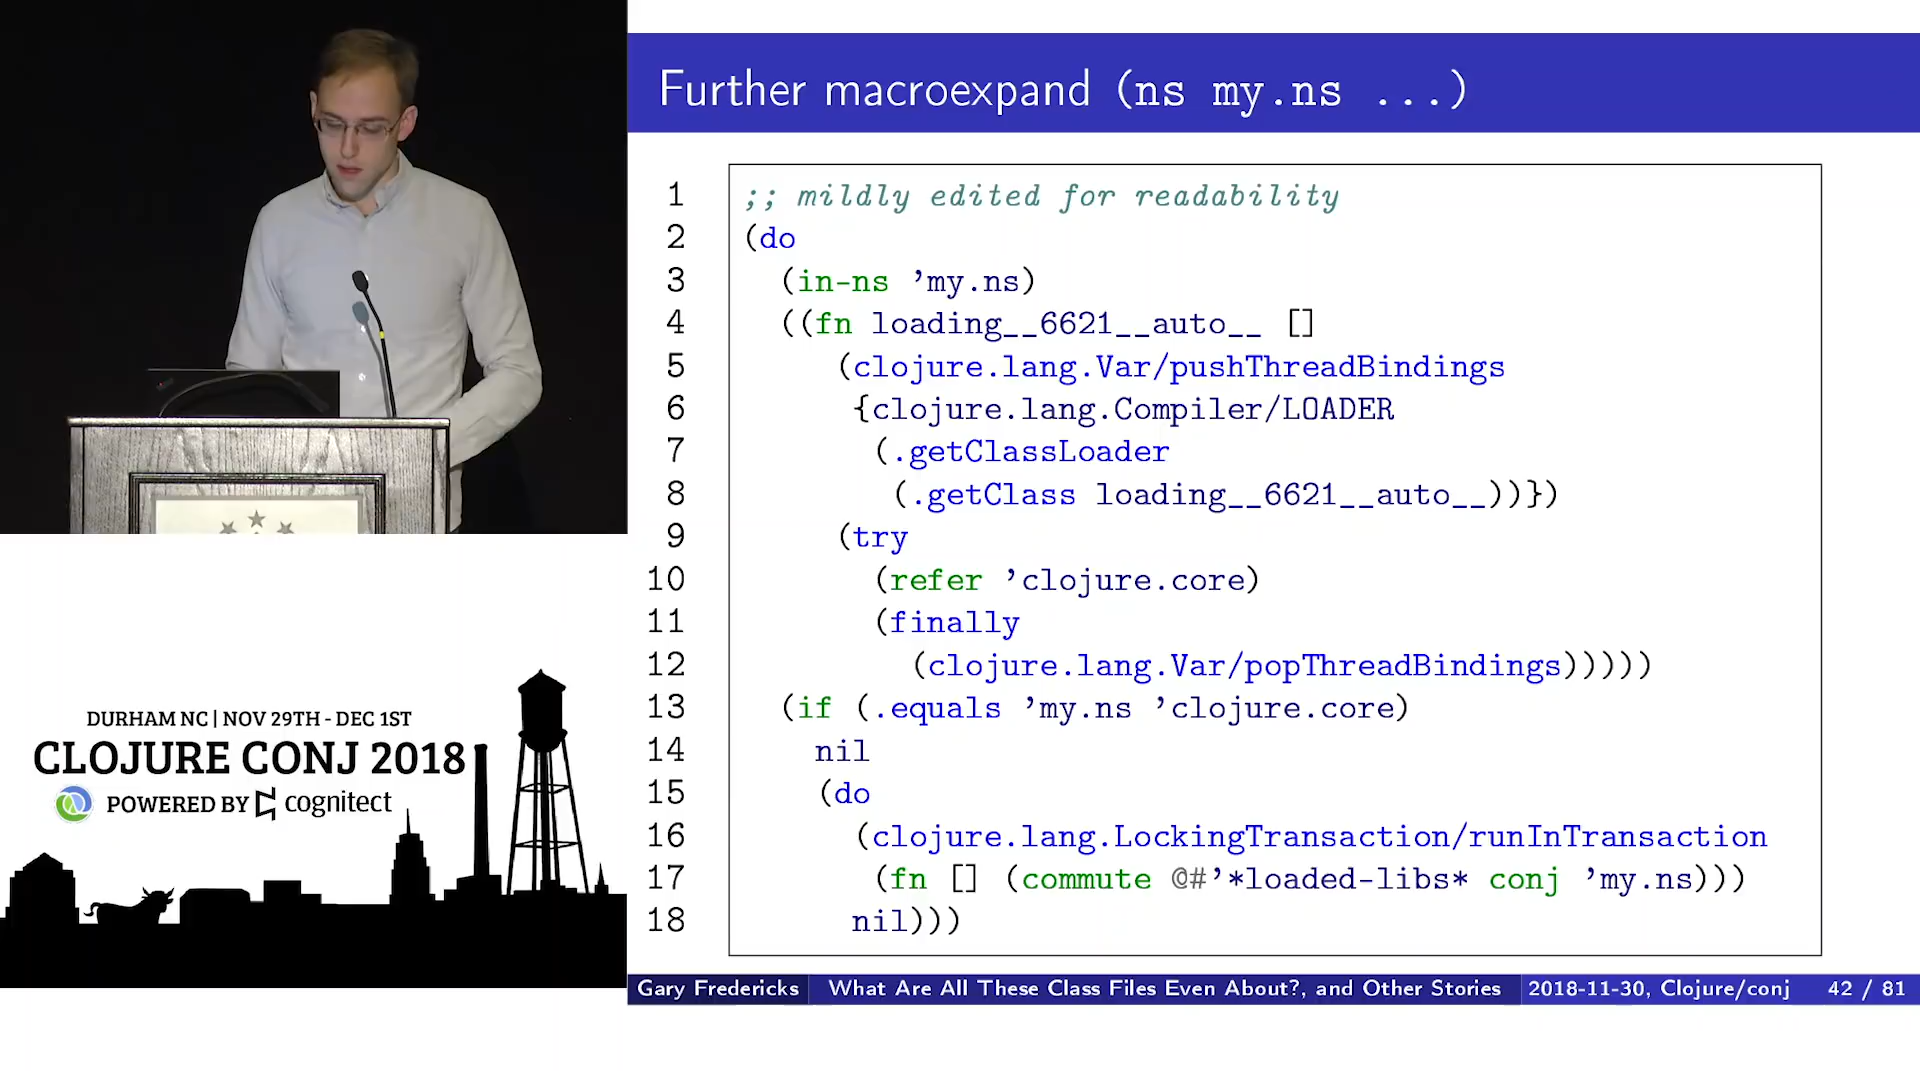 Further macroexpand (ns my.ns ...)
1 ;; mildly edited for readability
2 (do
3 (in-ns 'my.ns)
4 ((fn loading__6621__auto__ []
5 (clojure.lang.Var/pushThreadBindings
6 {clojure.lang.Compiler/LOADER
7 (.getClassLoader
8 (.getClass loading__6621__auto__))})
9 (try
10 (refer 'clojure.core)
11 (finally
12 (clojure.lang.Var/popThreadBindings)))))
13 (if (.equals 'my.ns 'clojure.core)
14 nil
15 (do
16 (clojure.lang.LockingTransaction/runInTransaction
17 (fn [] (commute @#'*loaded-libs* conj 'my.ns)))
18 nil)))
DURHAM NC | NOV 29TH - DEC 1ST
CLOJURE CONJ 2018
POWERED BY cognitect
Gary Fredericks What Are All These Class Files Even About?, and Other Stories 2018-11-30, Clojure/conj 42 / 81